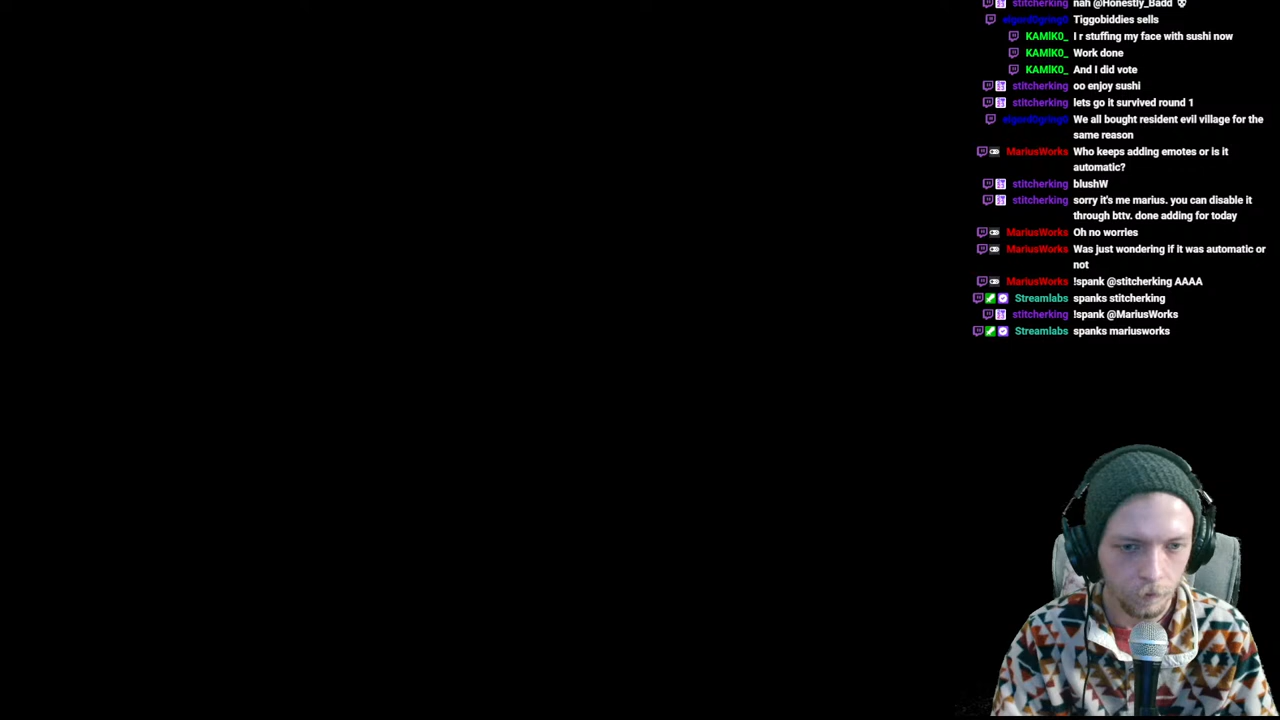 stitcherking nah @Honestly_Badd
Tiggobiddies sells
KAMIK0_ I r stuffing my face with sushi now
KAMIK0_ Work done
KAMIK0_ And I did vote
stitcherking oo enjoy sushi
stitcherking lets go it survived round 1
We all bought resident evil village for the
same reason
MariusWorks Who keeps adding emotes or is it
automatic?
stitcherking blushW
stitcherking sorry it's me marius. you can disable it
through bttv. done adding for today
MariusWorks Oh no worries
MariusWorks Was just wondering if it was automatic or
not
MariusWorks !spank @stitcherking AAAA
Streamlabs spanks stitcherking
stitcherking !spank @MariusWorks
Streamlabs spanks mariusworks